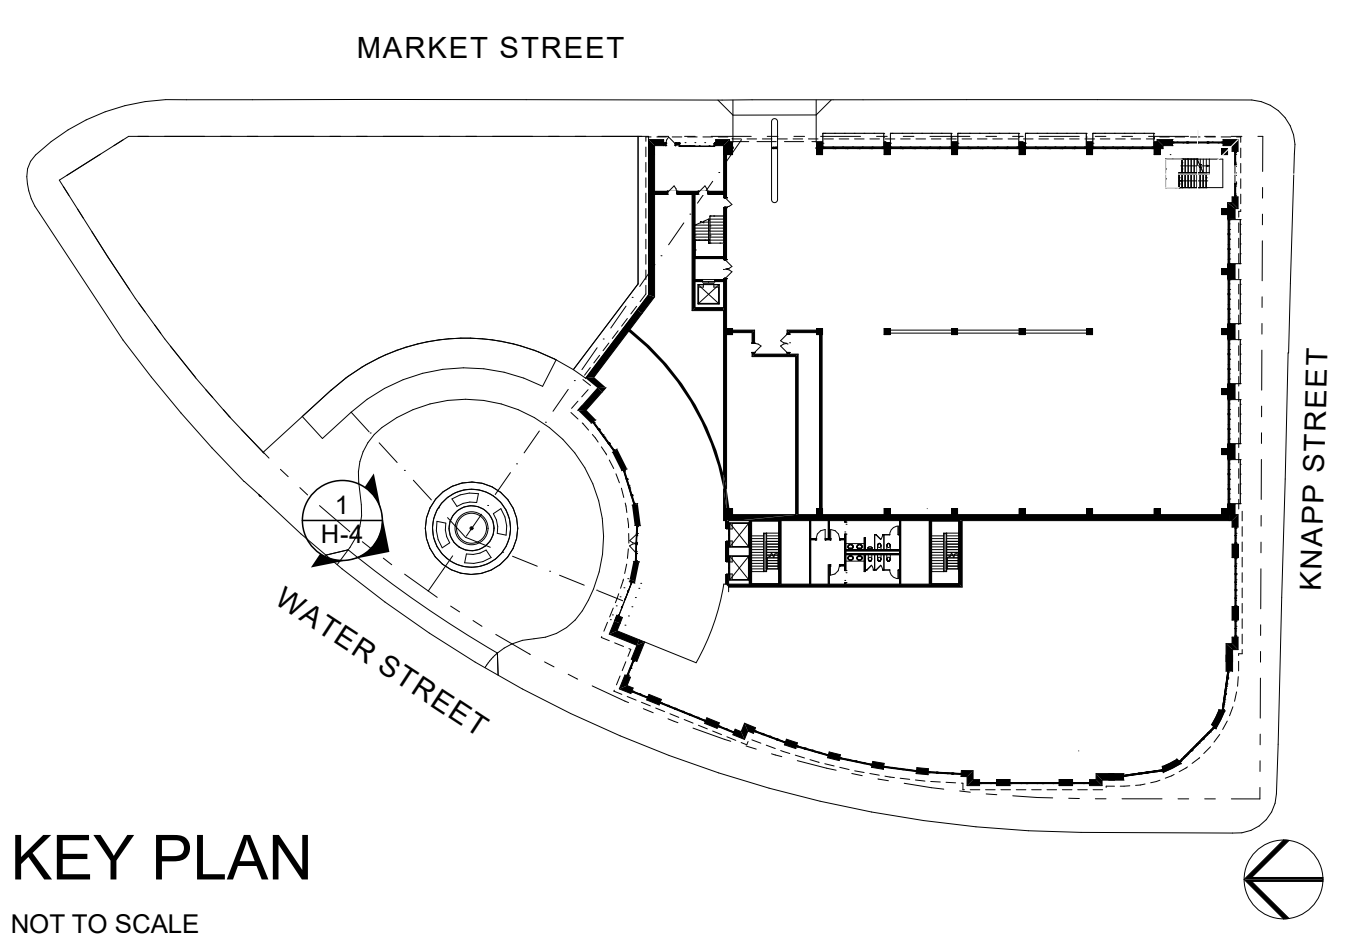 MARKET STREET
KNAPP STREET
1
H-4
WATER STREET
KEY PLAN
NOT TO SCALE